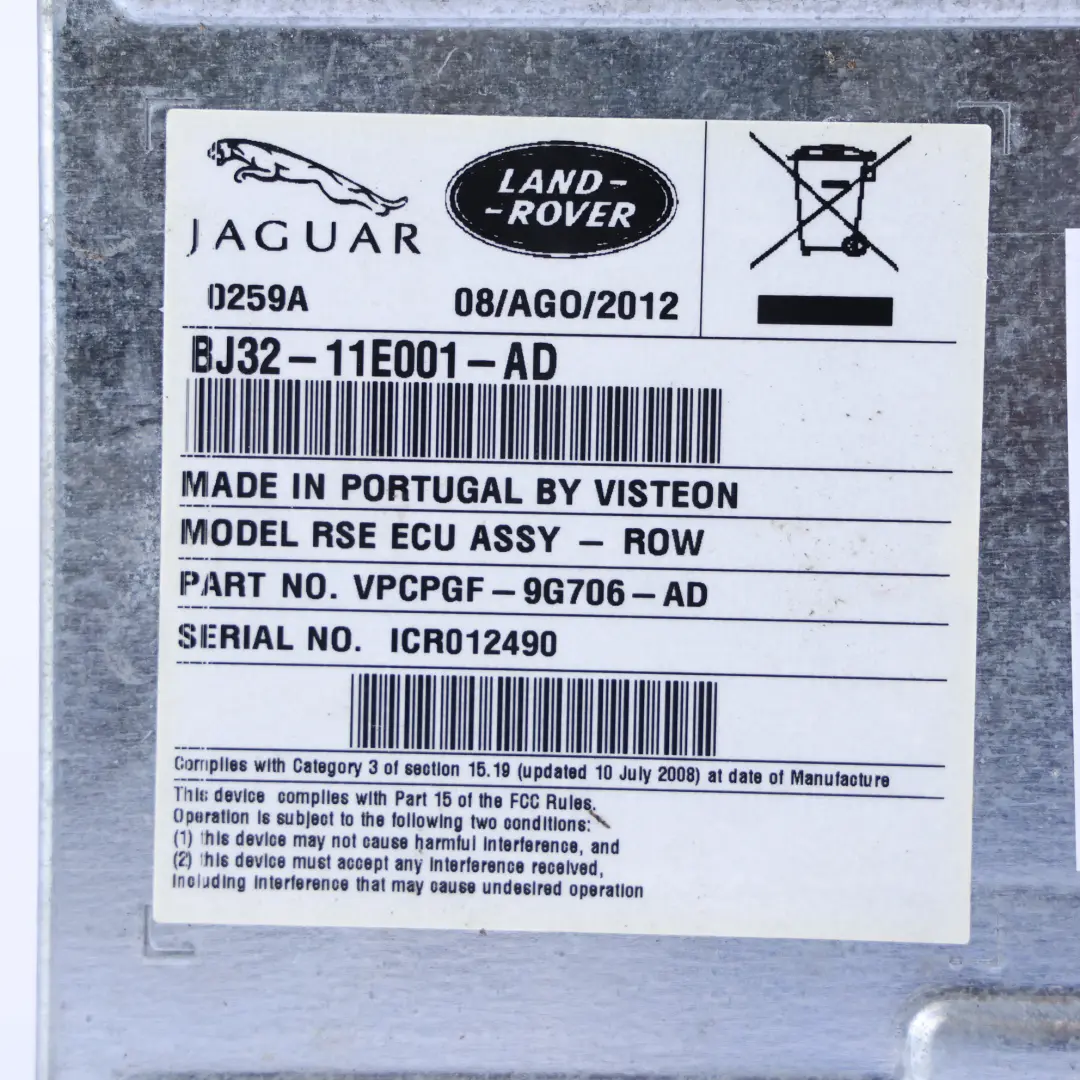 JAGUAR
LAND-
-ROVER
0259A 08/AGO/2012
BJ32-11E001-AD
MADE IN PORTUGAL BY VISTEON
MODEL RSE ECU ASSY - ROW
PART NO. VPCPGF-9G706-AD
SERIAL NO. ICR012490
Complies with Category 3 of section 15.19 (updated 10 July 2008) at date of Manufacture
This device complies with Part 15 of the FCC Rules.
Operation is subject to the following two conditions:
(1) this device may not cause harmful interference, and
(2) this device must accept any interference received,
including interference that may cause undesired operation